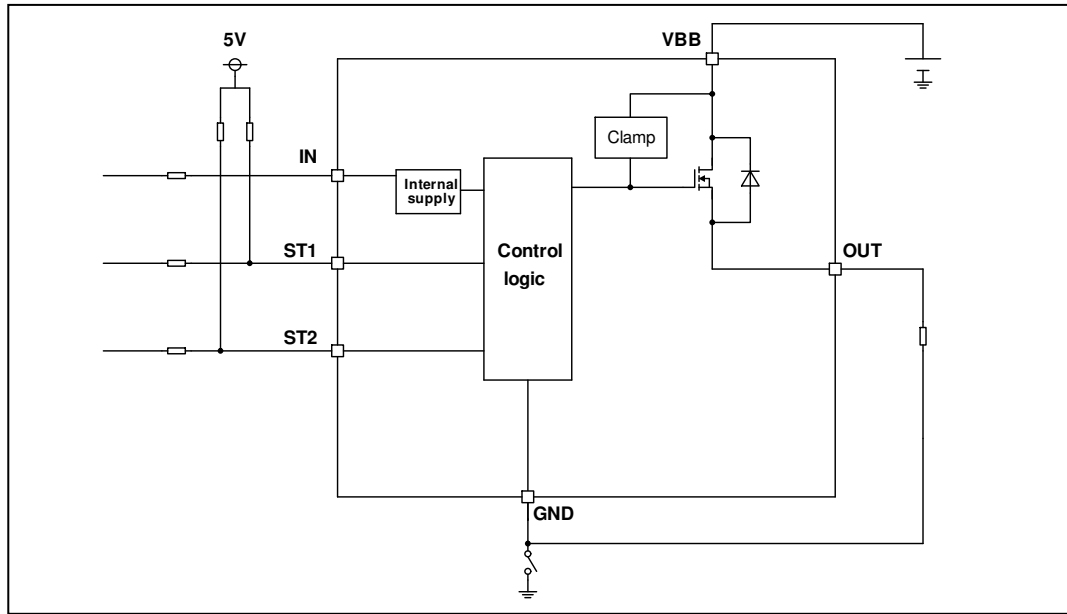 5V
VBB
Clamp
IN
Internal
supply
ST1
Control
logic
OUT
ST2
GND